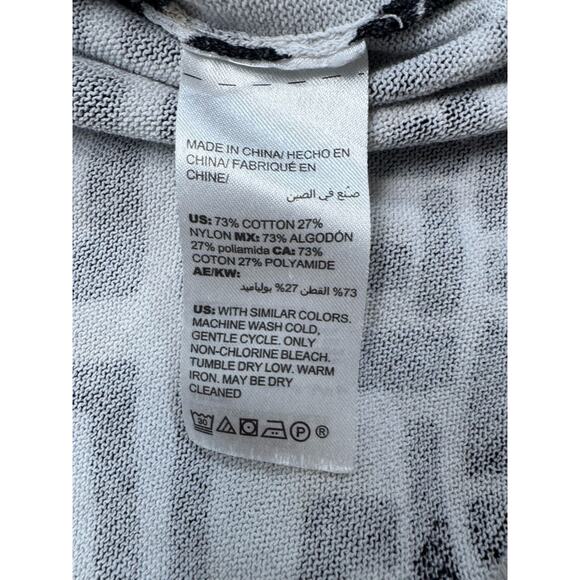 MADE IN CHINA/ HECHO EN
CHINA/ FABRIQUÉ EN
CHINE/
صنع في الصين
US: 73% COTTON 27%
NYLON MX: 73% ALGODÓN
27% poliamida CA: 73%
COTON 27% POLYAMIDE
AE/KW:
73% القطن 27% بولياميد
US: WITH SIMILAR COLORS.
MACHINE WASH COLD,
GENTLE CYCLE. ONLY
NON-CHLORINE BLEACH.
TUMBLE DRY LOW. WARM
IRON. MAY BE DRY
CLEANED
30 P ®